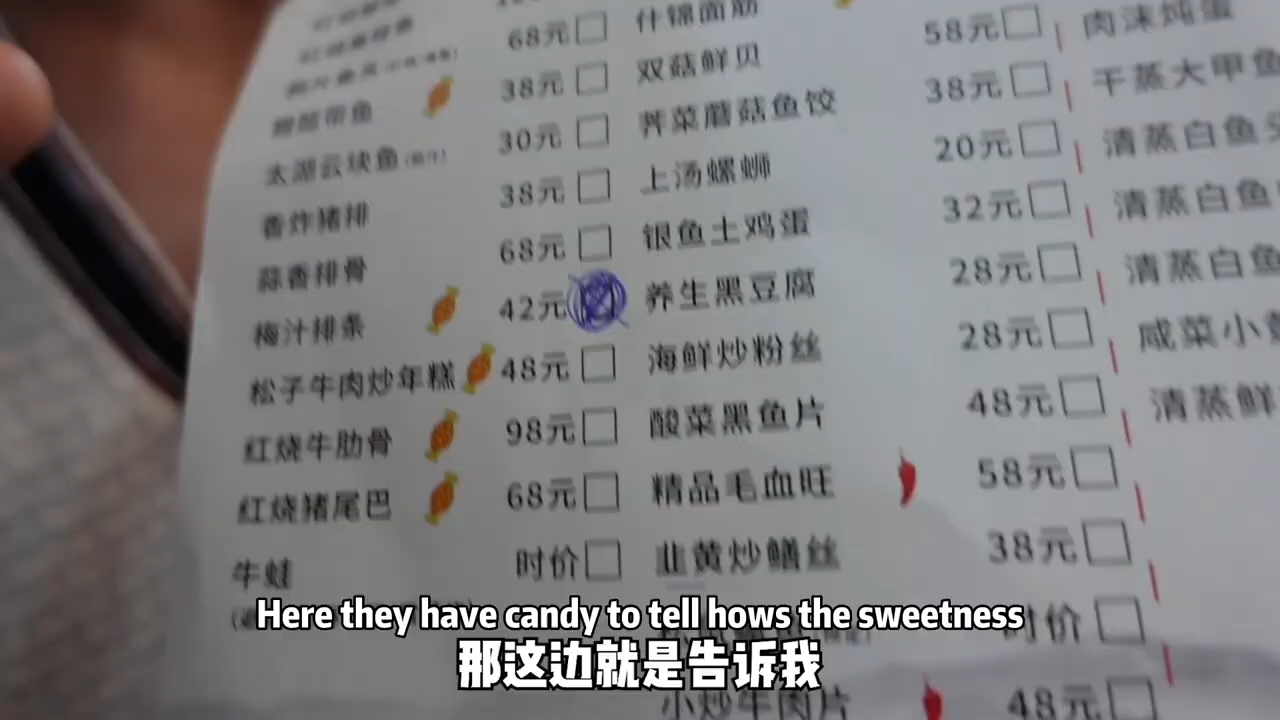 68元 什锦面筋
38元 双菇鲜贝 58元 肉沫炖蛋
太湖云块鱼 30元 荠菜蘑菇鱼饺 38元 干蒸大甲鱼
香炸猪排 38元 上汤螺蛳 20元 清蒸白鱼
蒜香排骨 68元 银鱼土鸡蛋 32元 清蒸白鱼
梅汁排条 42元 养生黑豆腐 28元 清蒸白鱼
松子牛肉炒年糕 48元 海鲜炒粉丝 28元 咸菜小
红烧牛肋骨 98元 酸菜黑鱼片 48元 清蒸鲜
红烧猪尾巴 68元 精品毛血旺 58元
牛蛙 时价 韭黄炒鳝丝 38元
时价
小炒牛肉片 48元
Here they have candy to tell hows the sweetness
那这边就是告诉我